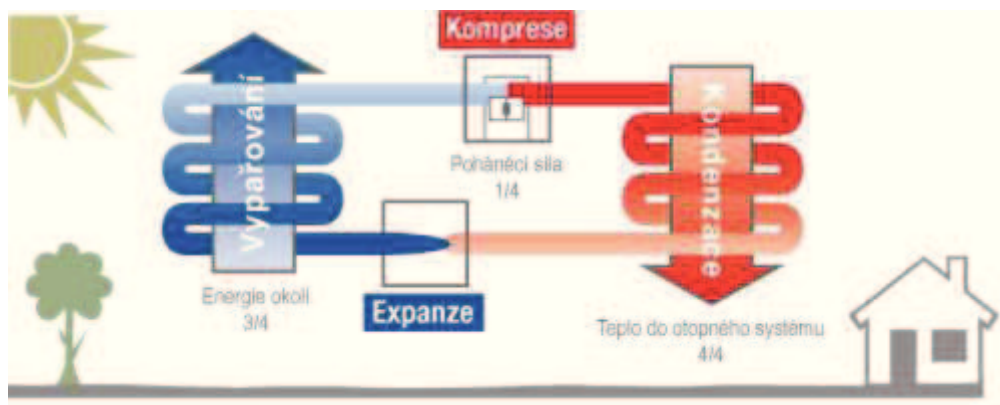 Komprese
Vypařování
Kondenzace
Poháněcí síla
1/4
Energie okolí
3/4
Expanze
Teplo do otopného systému
4/4